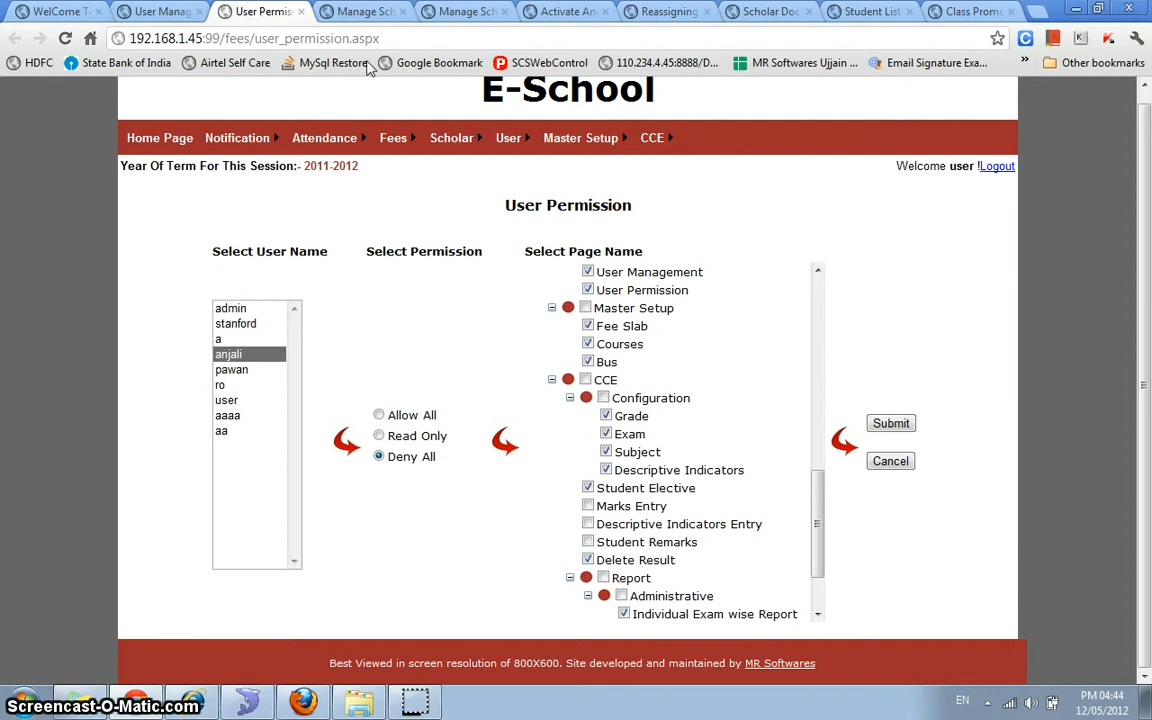 WelCome T
User Manag
User Permis
Manage Sch
Manage Sch
Activate An
Reassigning
Scholar Do
Student List
Class Promo
192.168.1.45:99/fees/user_permission.aspx
HDFC State Bank of India Airtel Self Care MySql Restore Google Bookmark SCSWebControl 110.234.4.45:8888/D... MR Softwares Ujjain ... Email Signature Exa... » Other bookmarks
E-School
Home Page Notification Attendance Fees Scholar User Master Setup CCE
Year Of Term For This Session:- 2011-2012 Welcome user !Logout
User Permission
Select User Name Select Permission Select Page Name
admin
stanford
a
anjali
pawan
ro
user
aaaa
aa
Allow All
Read Only
Deny All
User Management
User Permission
Master Setup
Fee Slab
Courses
Bus
CCE
Configuration
Grade
Exam
Subject
Descriptive Indicators
Student Elective
Marks Entry
Descriptive Indicators Entry
Student Remarks
Delete Result
Report
Administrative
Individual Exam wise Report
Submit
Cancel
Best Viewed in screen resolution of 800X600. Site developed and maintained by MR Softwares
Screencast-O-Matic.com
EN
PM 04:44
12/05/2012